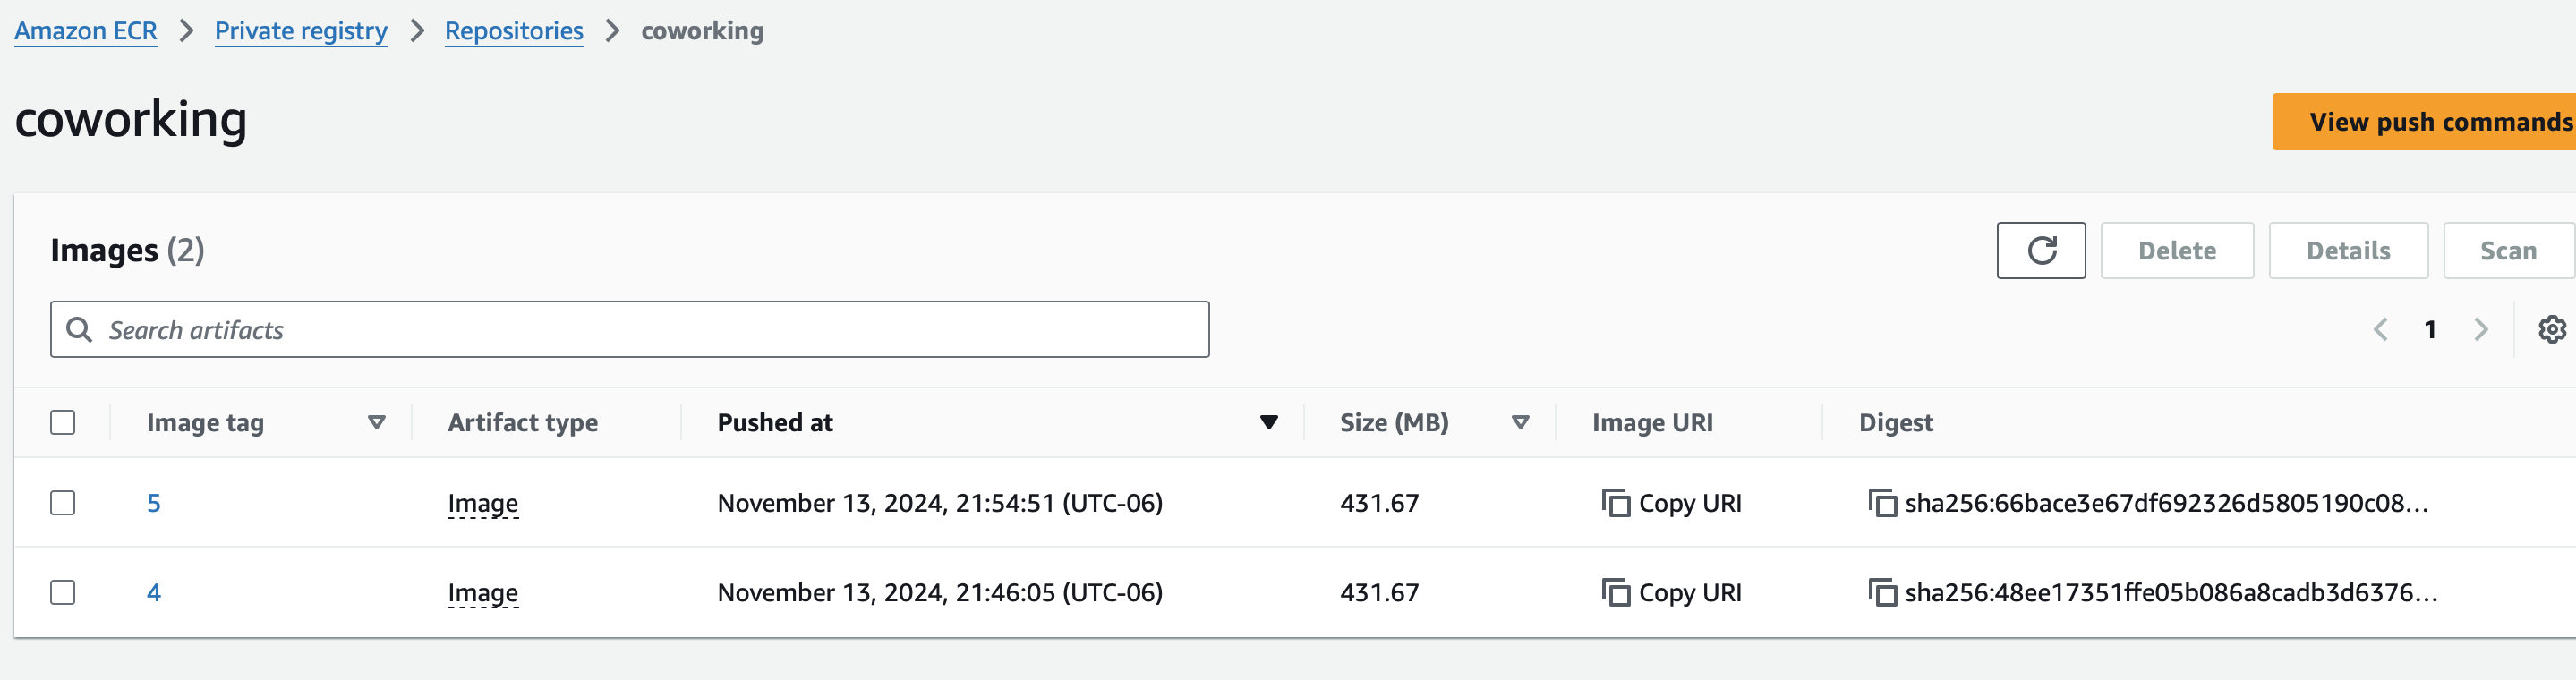 Amazon ECR > Private registry > Repositories > coworking
coworking
View push commands
Images (2)
Delete
Details
Scan
Search artifacts
1
Image tag Artifact type Pushed at Size (MB) Image URI Digest
5 Image November 13, 2024, 21:54:51 (UTC-06) 431.67 Copy URI sha256:66bace3e67df692326d5805190c08...
4 Image November 13, 2024, 21:46:05 (UTC-06) 431.67 Copy URI sha256:48ee17351ffe05b086a8cadb3d6376...